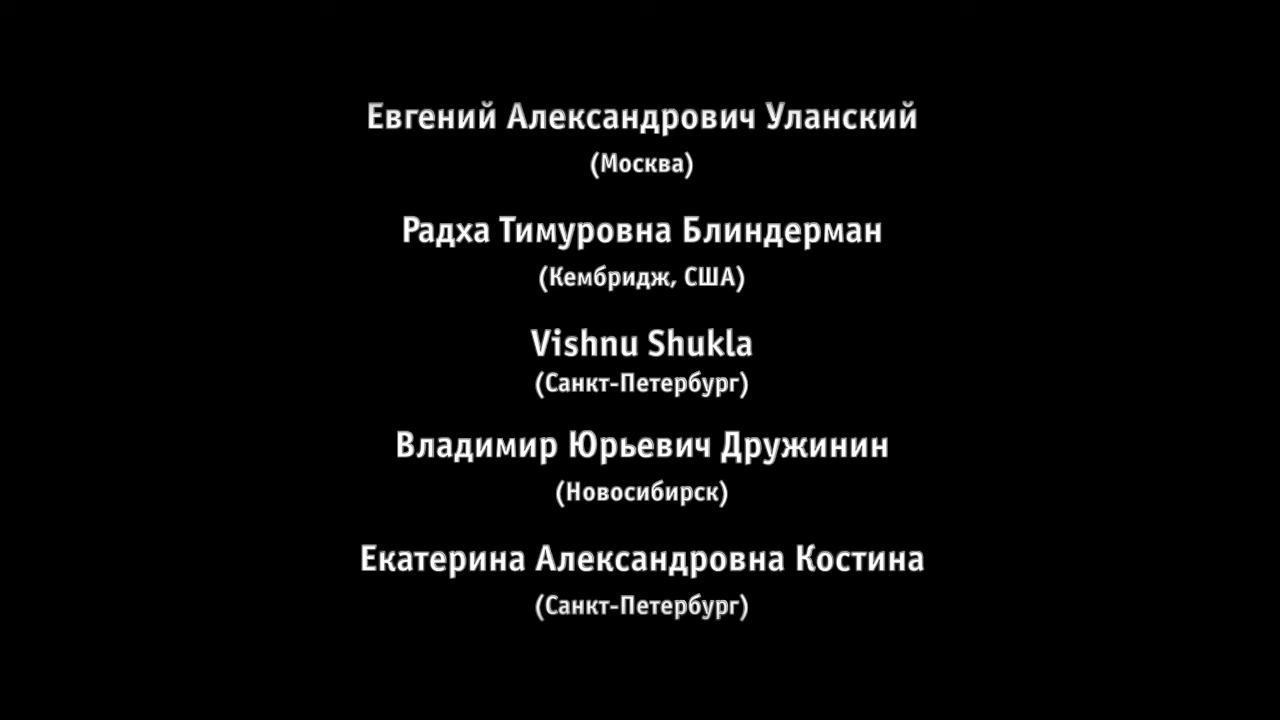 Евгений Александрович Уланский
(Москва)
Радха Тимуровна Блиндерман
(Кембридж, США)
Vishnu Shukla
(Санкт-Петербург)
Владимир Юрьевич Дружинин
(Новосибирск)
Екатерина Александровна Костина
(Санкт-Петербург)